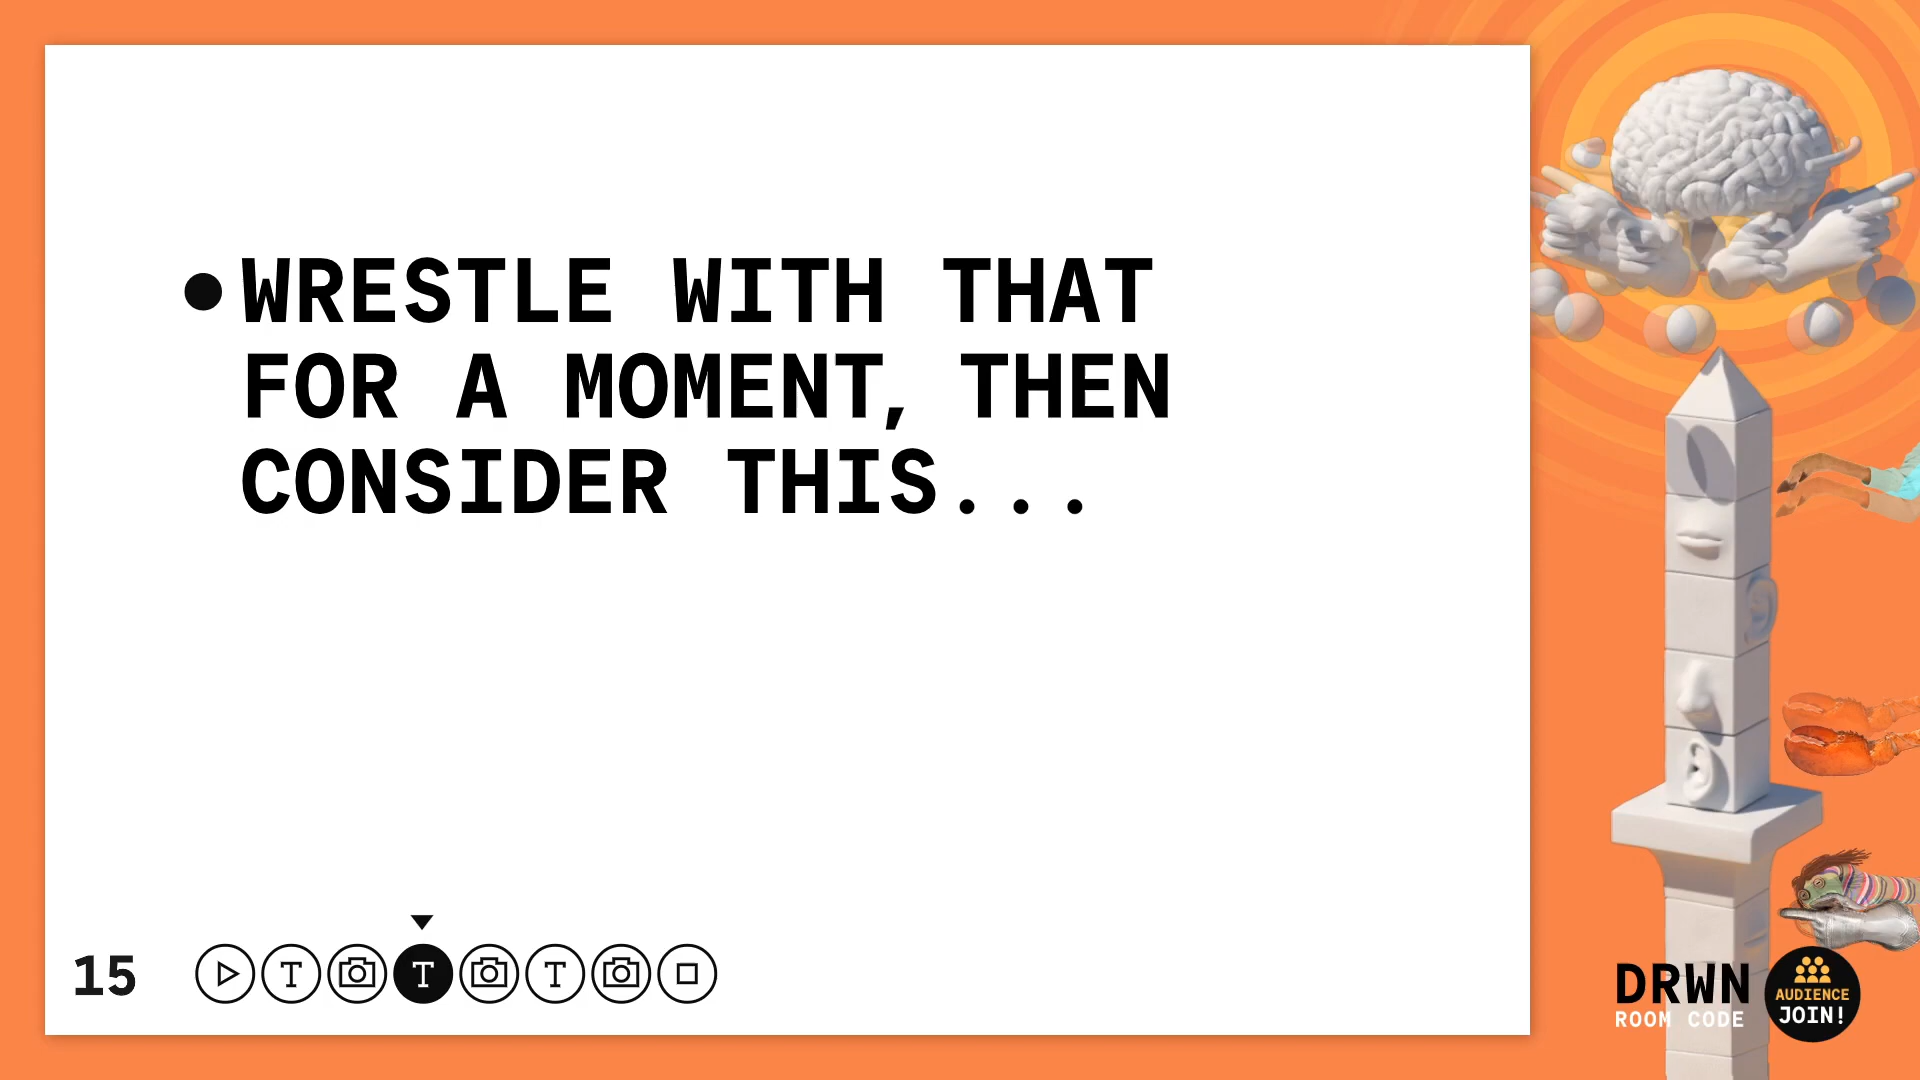 •WRESTLE WITH THAT
FOR A MOMENT, THEN
CONSIDER THIS...
15
T
T
T
DRWN
ROOM CODE
AUDIENCE
JOIN!